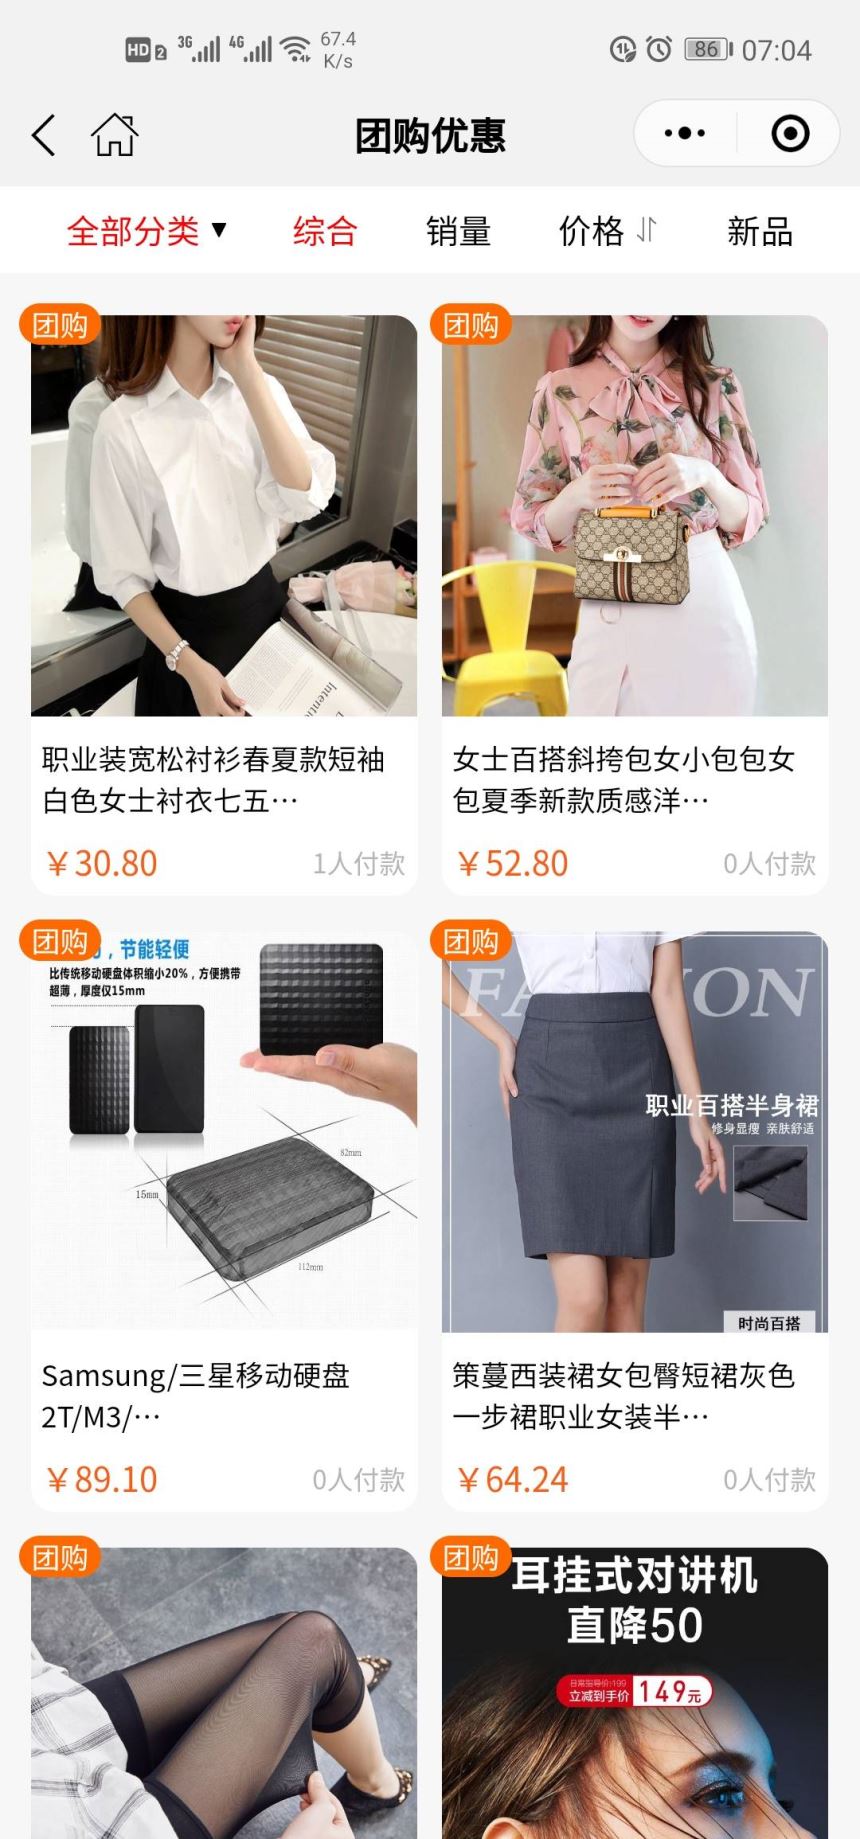 HD 2 3G 4G 67.4 K/s 86 07:04
团购优惠
全部分类 ▼ 综合 销量 价格 新品
团购
职业装宽松衬衫春夏款短袖
白色女士衬衣七五…
￥30.80 1人付款
团购
女士百搭斜挎包女小包包女
包夏季新款质感洋…
￥52.80 0人付款
团购
，节能轻便
比传统移动硬盘体积缩小20%，方便携带
超薄，厚度仅15mm
82mm
15mm
112mm
Samsung/三星移动硬盘
2T/M3/…
￥89.10 0人付款
团购
FA ION
职业百搭半身裙
修身显瘦 亲肤舒适
时尚百搭
策蔓西装裙女包臀短裙灰色
一步裙职业女装半…
￥64.24 0人付款
团购
团购
耳挂式对讲机
直降50
日常指导价:199
立减到手价 149元